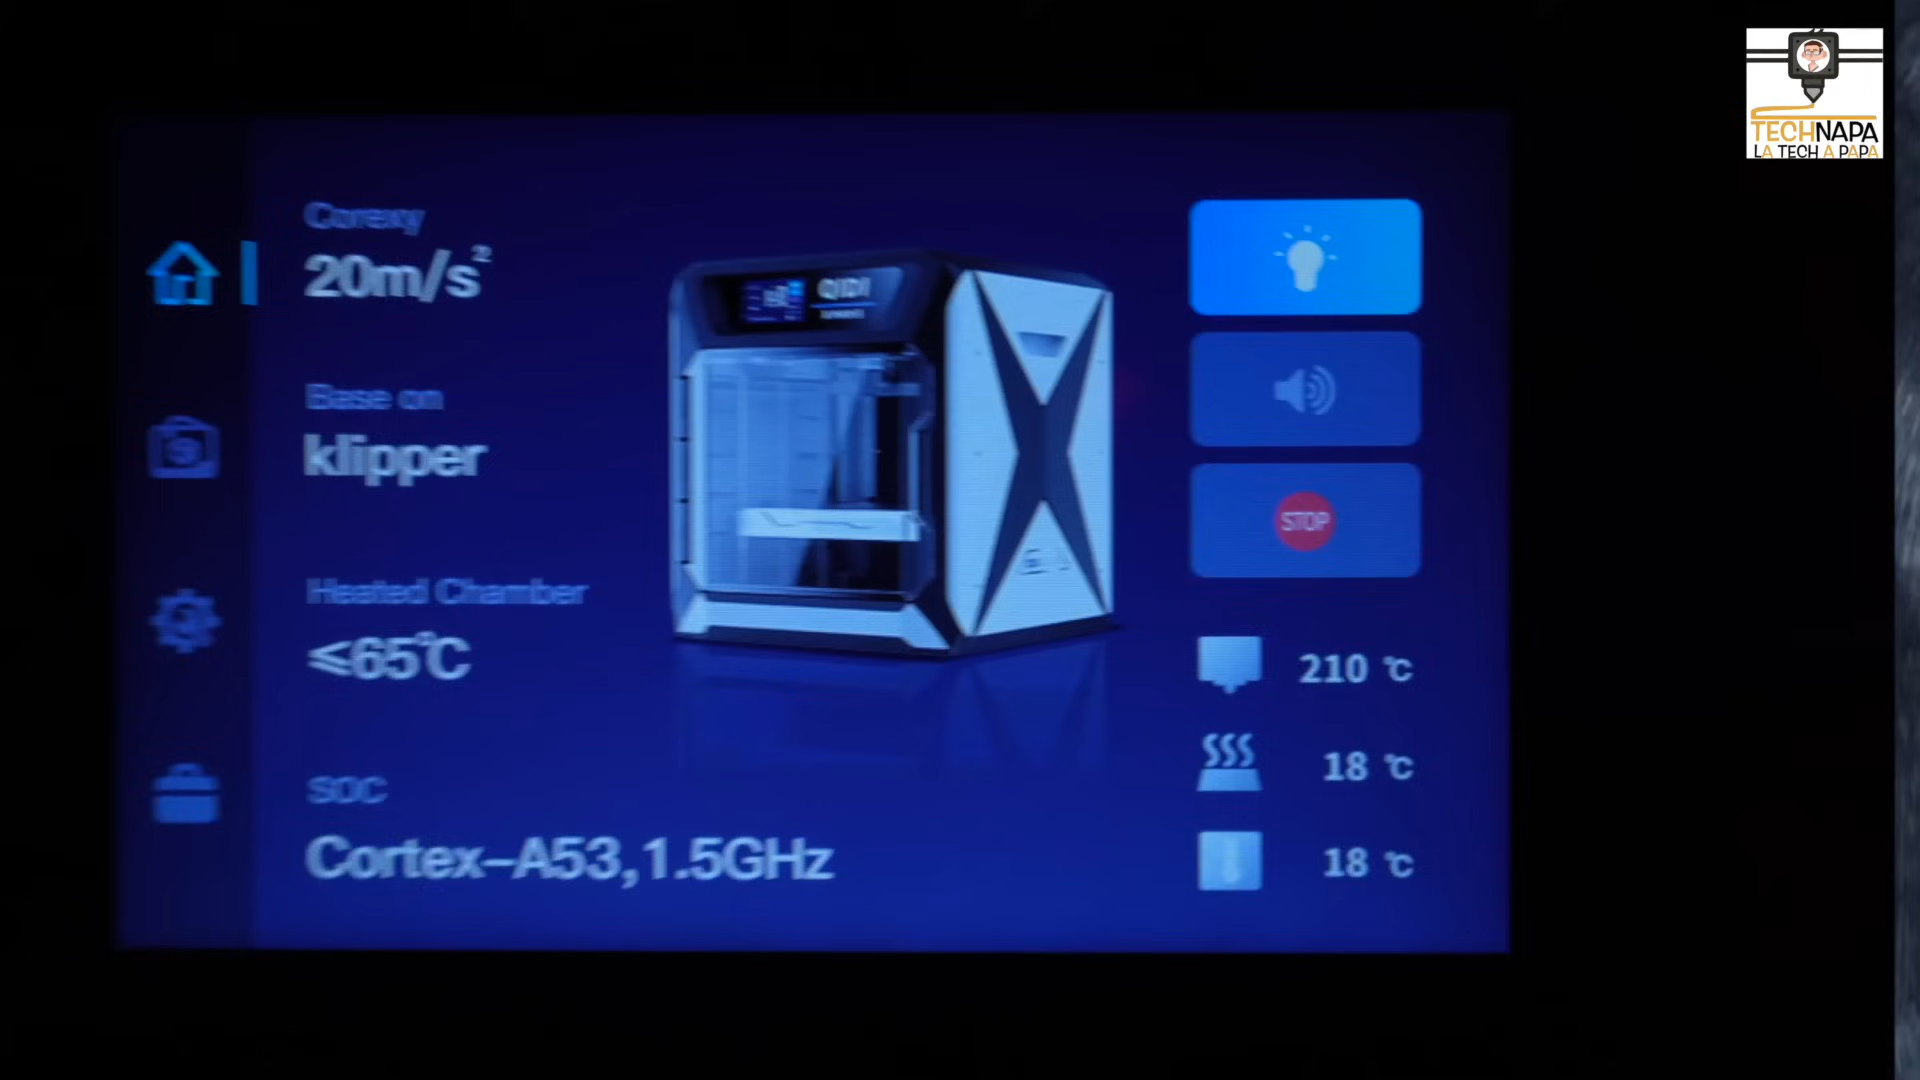 TECHNAPA
LA TECH A PAPA
Corexy
20m/s²
Base on
klipper
Heated Chamber
≤65℃
SOC
Cortex-A53,1.5GHz
QIDI
STOP
210 ℃
18 ℃
18 ℃